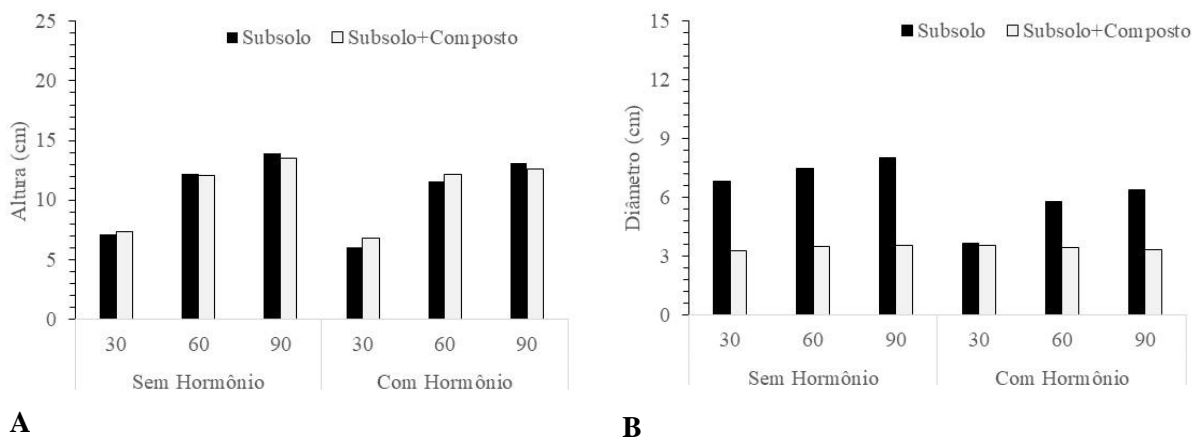 Altura (cm)
25
20
15
10
5
0
Subsolo Subsolo+Composto
30 60 90 30 60 90
Sem Hormônio Com Hormônio
A
Diâmetro (cm)
15
12
9
6
3
0
Subsolo Subsolo+Composto
30 60 90 30 60 90
Sem Hormônio Com Hormônio
B